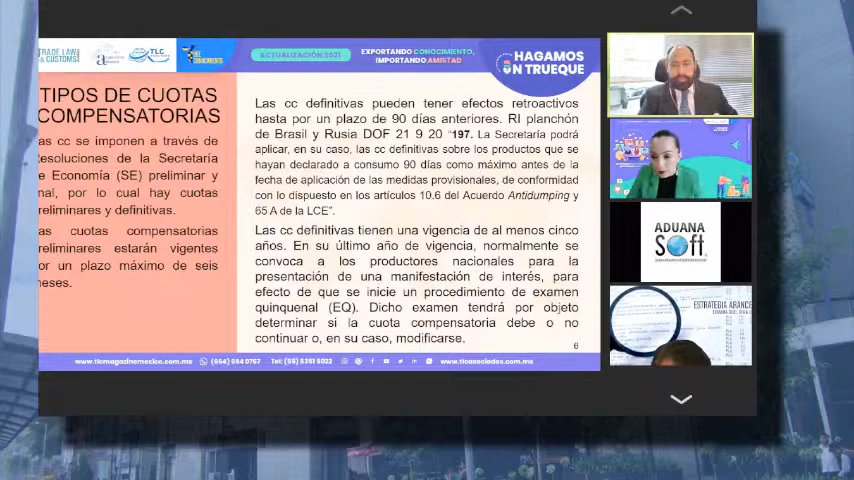 TRADE LAW
& CUSTOMS
TLC
ACTUALIZACIÓN 2021
EXPORTANDO CONOCIMIENTO,
IMPORTANDO AMISTAD
HAGAMOS
UN TRUEQUE
TIPOS DE CUOTAS
COMPENSATORIAS
as cc se imponen a través de
esoluciones de la Secretaría
e Economía (SE) preliminar y
nal, por lo cual hay cuotas
reliminares y definitivas.
as cuotas compensatorias
reliminares estarán vigentes
or un plazo máximo de seis
neses.
Las cc definitivas pueden tener efectos retroactivos
hasta por un plazo de 90 días anteriores. RI planchón
de Brasil y Rusia DOF 21 9 20 “197. La Secretaría podrá
aplicar, en su caso, las cc definitivas sobre los productos que se
hayan declarado a consumo 90 días como máximo antes de la
fecha de aplicación de las medidas provisionales, de conformidad
con lo dispuesto en los artículos 10.6 del Acuerdo Antidumping y
65 A de la LCE”.
Las cc definitivas tienen una vigencia de al menos cinco
años. En su último año de vigencia, normalmente se
convoca a los productores nacionales para la
presentación de una manifestación de interés, para
efecto de que se inicie un procedimiento de examen
quinquenal (EQ). Dicho examen tendrá por objeto
determinar si la cuota compensatoria debe o no
continuar o, en su caso, modificarse.
6
www.tlcmagazinemexico.com.mx
www.tlcasociados.com.mx
ADUANA
SOft
ESTRATEGIA ARANCE